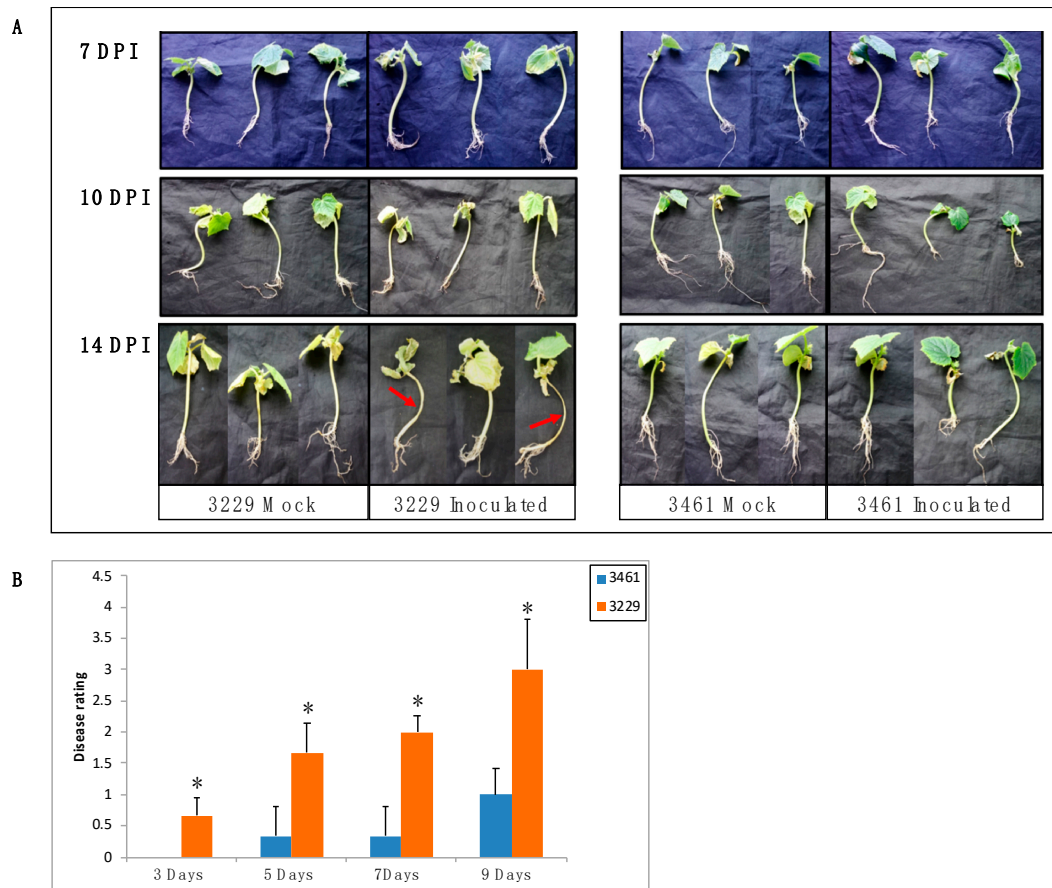 A
7 DPI
10 DPI
14 DPI
3229 Mock
3229 Inoculated
3461 Mock
3461 Inoculated
B
4.5
4
3.5
3
2.5
2
1.5
1
0.5
0
Disease rating
*
*
*
*
3461
3229
3 Days
5 Days
7Days
9 Days